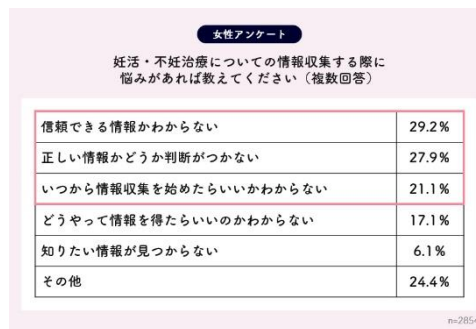 女性アンケート
妊活・不妊治療についての情報収集する際に
悩みがあれば教えてください（複数回答）
信頼できる情報かわからない 29.2%
正しい情報かどうか判断がつかない 27.9%
いつから情報収集を始めたらいいかわからない 21.1%
どうやって情報を得たらいいのかわからない 17.1%
知りたい情報が見つからない 6.1%
その他 24.4%